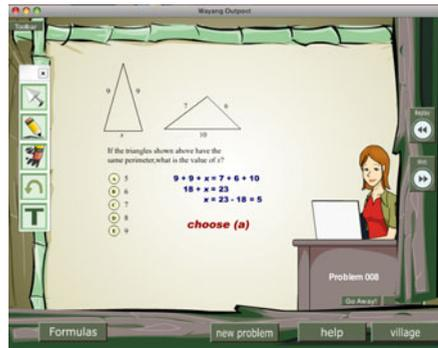 Wayang Outpost
Toolbar
9
9
x
7
6
10
If the triangles shown above have the
same perimeter,what is the value of x?
A 5
B 6
C 7
D 8
E 9
9 + 9 + x = 7 + 6 + 10
18 + x = 23
x = 23 - 18 = 5
choose (a)
T
Replay
Hint
Problem 008
Go Away!
Formulas
new problem
help
village